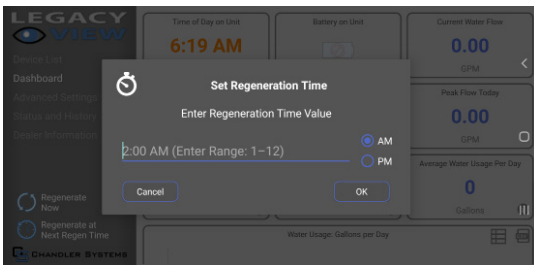 LEGACY
VIEW
Device List
Dashboard
Advanced Settings
Status and History
Dealer Information
Regenerate
Now
Regenerate at
Next Regen Time
CHANDLER SYSTEMS
Time of Day on Unit
6:19 AM
Battery on Unit
Current Water Flow
0.00
GPM
Peak Flow Today
0.00
GPM
Average Water Usage Per Day
0
Gallons
Water Usage: Gallons per Day
Set Regeneration Time
Enter Regeneration Time Value
2:00 AM (Enter Range: 1–12)
AM
PM
Cancel
OK